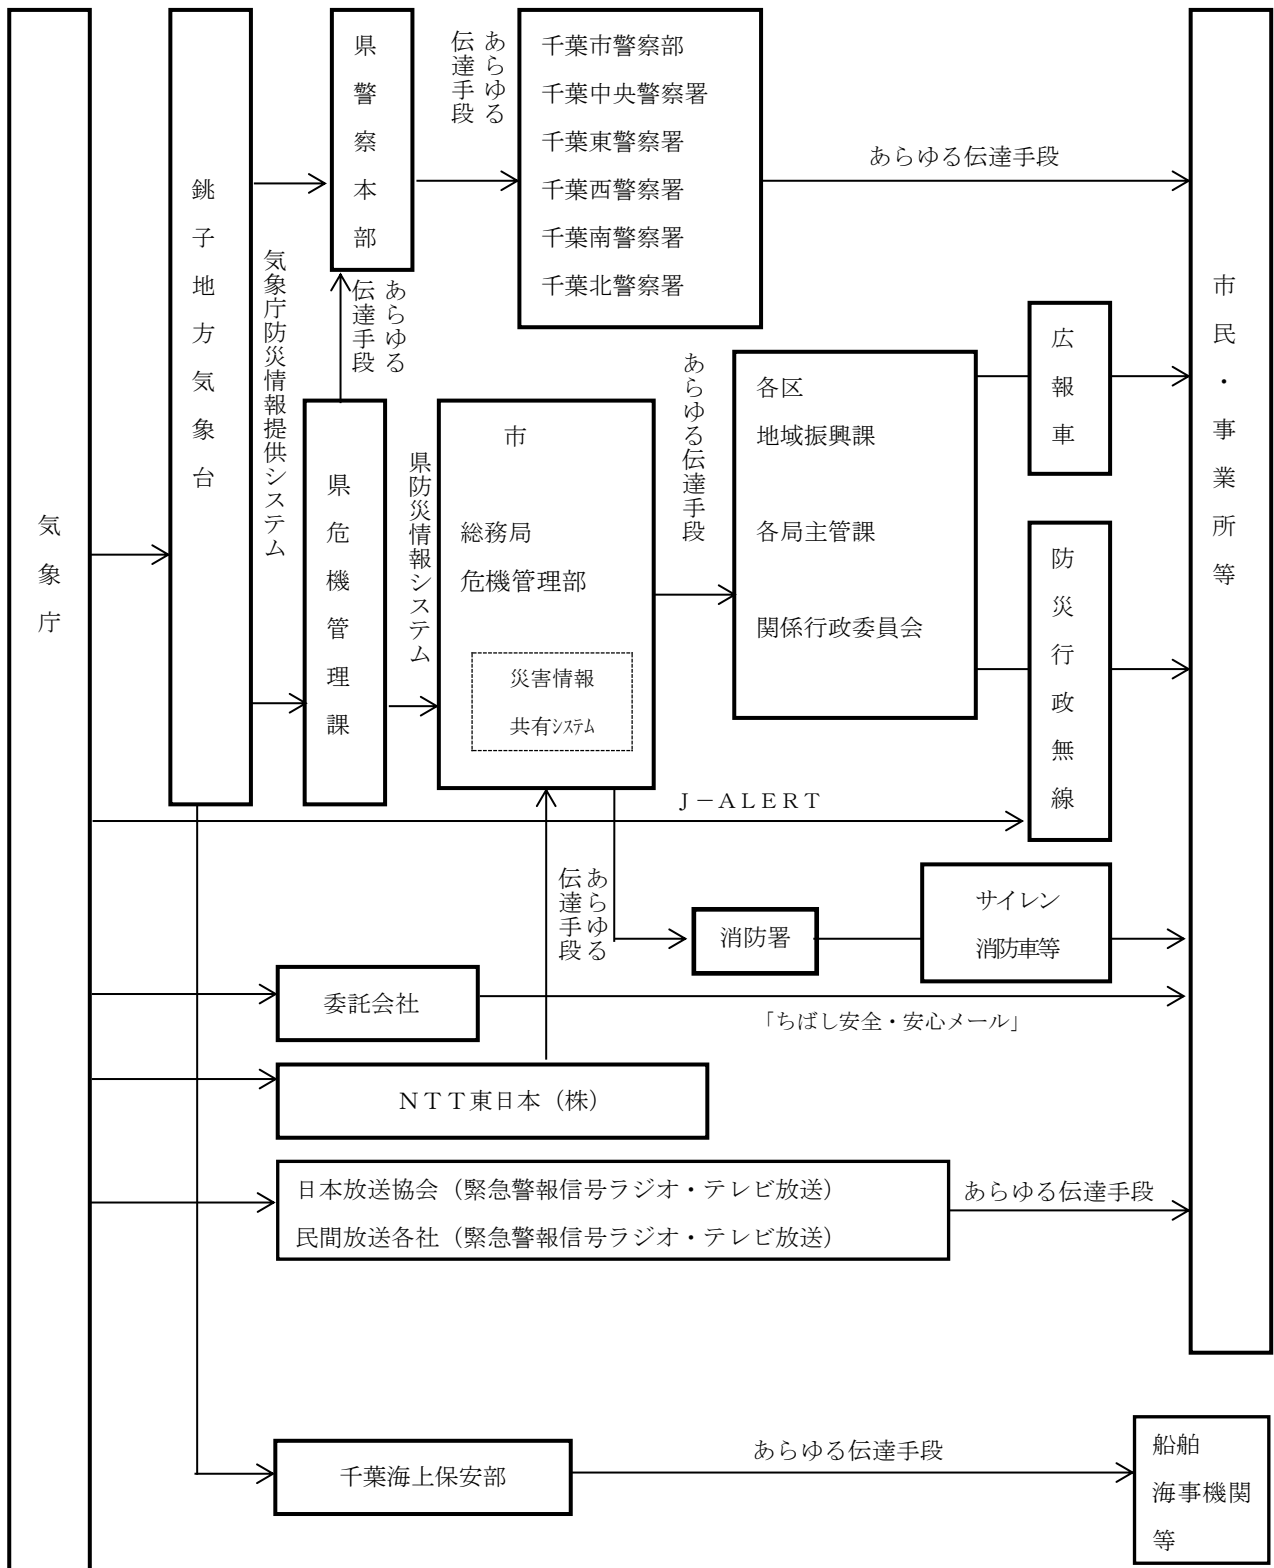 気象庁
銚子地方気象台
気象庁防災情報提供システム
県警察本部
あらゆる
伝達手段
県危機管理課
あらゆる
伝達手段
千葉市警察部
千葉中央警察署
千葉東警察署
千葉西警察署
千葉南警察署
千葉北警察署
あらゆる伝達手段
県防災情報システム
市
総務局
危機管理部
災害情報
共有ｼｽﾃﾑ
あらゆる伝達手段
各区
地域振興課
各局主管課
関係行政委員会
広報車
防災行政無線
市民・事業所等
Ｊ－ＡＬＥＲＴ
あらゆる
伝達手段
消防署
サイレン
消防車等
委託会社
「ちばし安全・安心メール」
ＮＴＴ東日本（株）
日本放送協会（緊急警報信号ラジオ・テレビ放送）
民間放送各社（緊急警報信号ラジオ・テレビ放送）
あらゆる伝達手段
千葉海上保安部
あらゆる伝達手段
船舶
海事機関
等